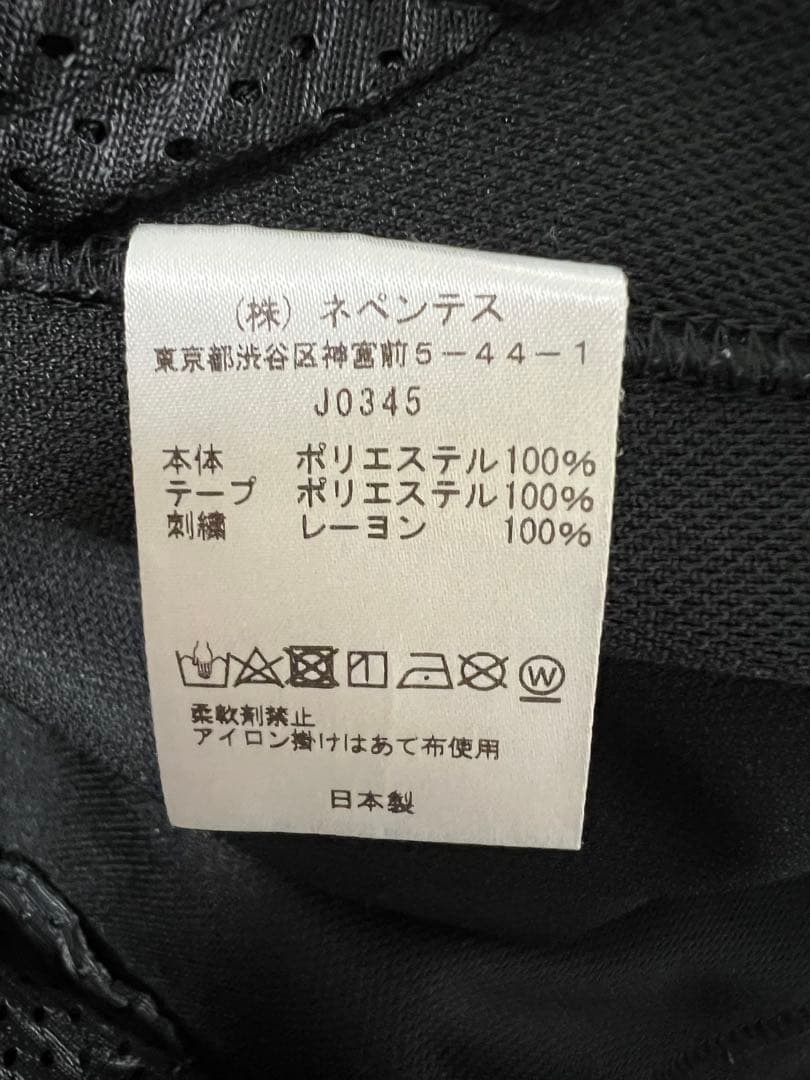 （株）ネペンテス
東京都渋谷区神宮前５－４４－１
J0345
本体 ポリエステル100%
テープ ポリエステル100%
刺繍 レーヨン 100%
W
柔軟剤禁止
アイロン掛けはあて布使用
日本製